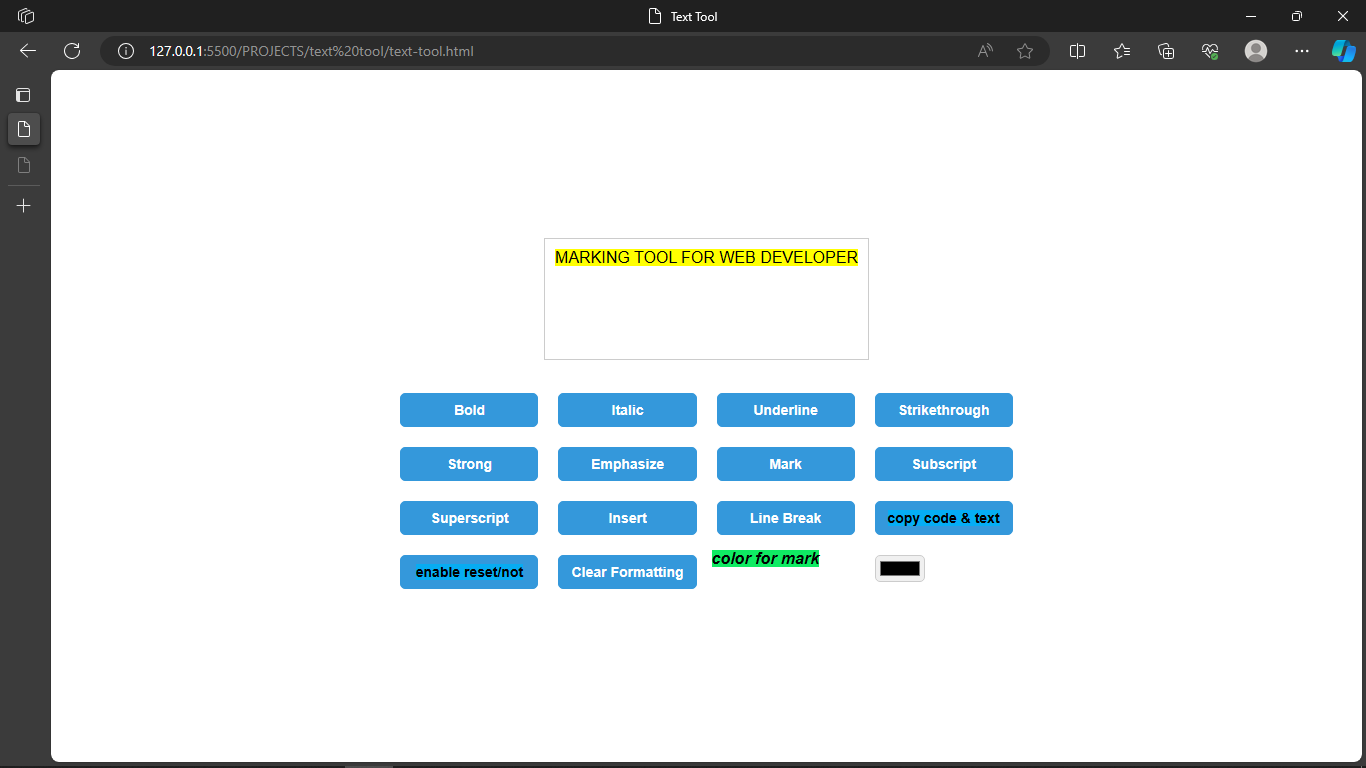 Text Tool
127.0.0.1:5500/PROJECTS/text%20tool/text-tool.html
MARKING TOOL FOR WEB DEVELOPER
Bold Italic Underline Strikethrough
Strong Emphasize Mark Subscript
Superscript Insert Line Break copy code & text
enable reset/not Clear Formatting color for mark